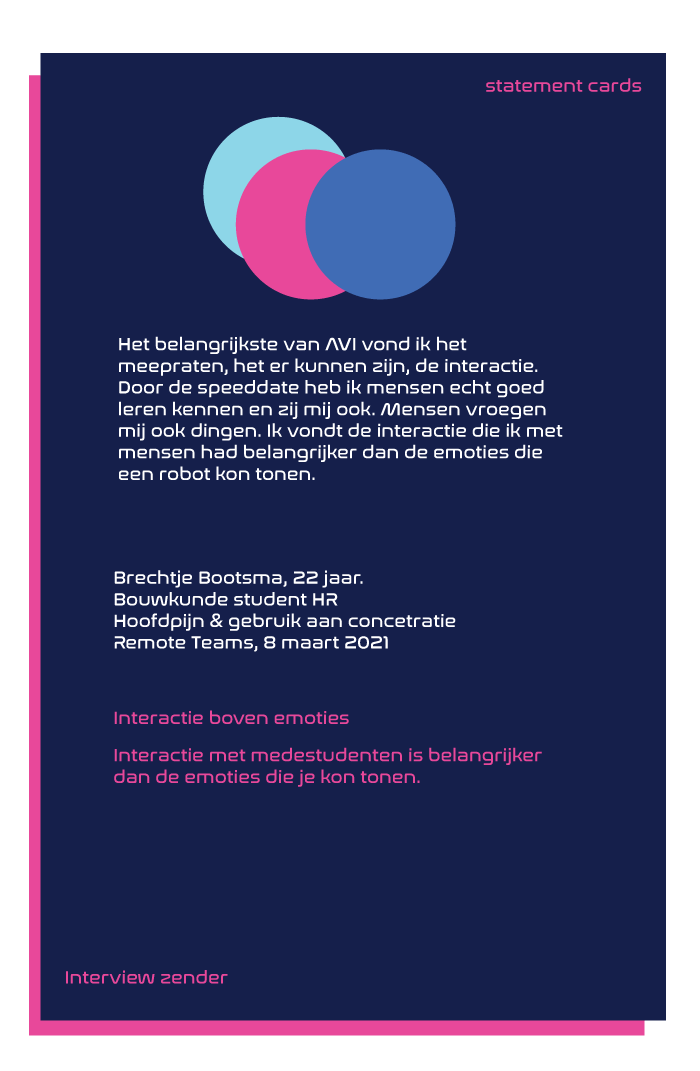 statement cards
Het belangrijkste van AVI vond ik het
meepraten, het er kunnen zijn, de interactie.
Door de speeddate heb ik mensen echt goed
leren kennen en zij mij ook. Mensen vroegen
mij ook dingen. Ik vondt de interactie die ik met
mensen had belangrijker dan de emoties die
een robot kon tonen.
Brechtje Bootsma, 22 jaar.
Bouwkunde student HR
Hoofdpijn & gebruik aan concetratie
Remote Teams, 8 maart 2021
Interactie boven emoties
Interactie met medestudenten is belangrijker
dan de emoties die je kon tonen.
Interview zender